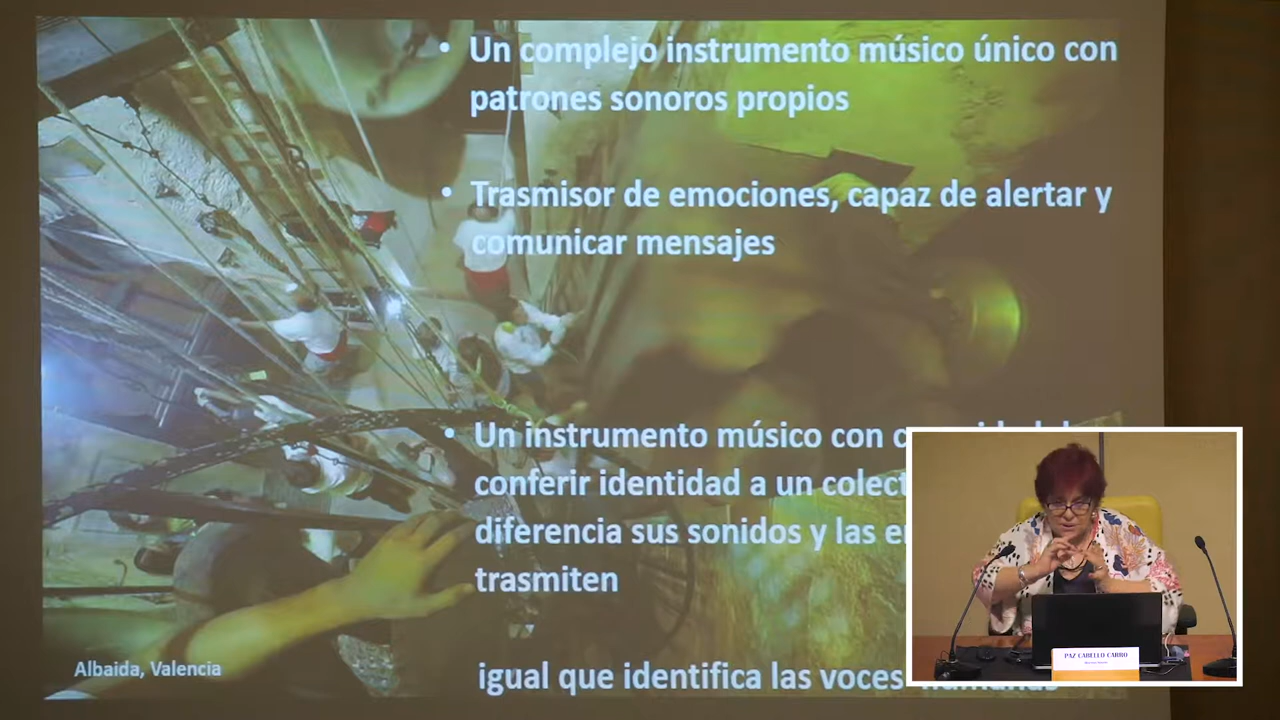 • Un complejo instrumento músico único con
patrones sonoros propios
• Trasmisor de emociones, capaz de alertar y
comunicar mensajes
• Un instrumento músico con
conferir identidad a un
diferencia sus sonidos y las
trasmiten
igual que identifica las voces humanas
Albaida, Valencia
PAZ CABELLO CARRO